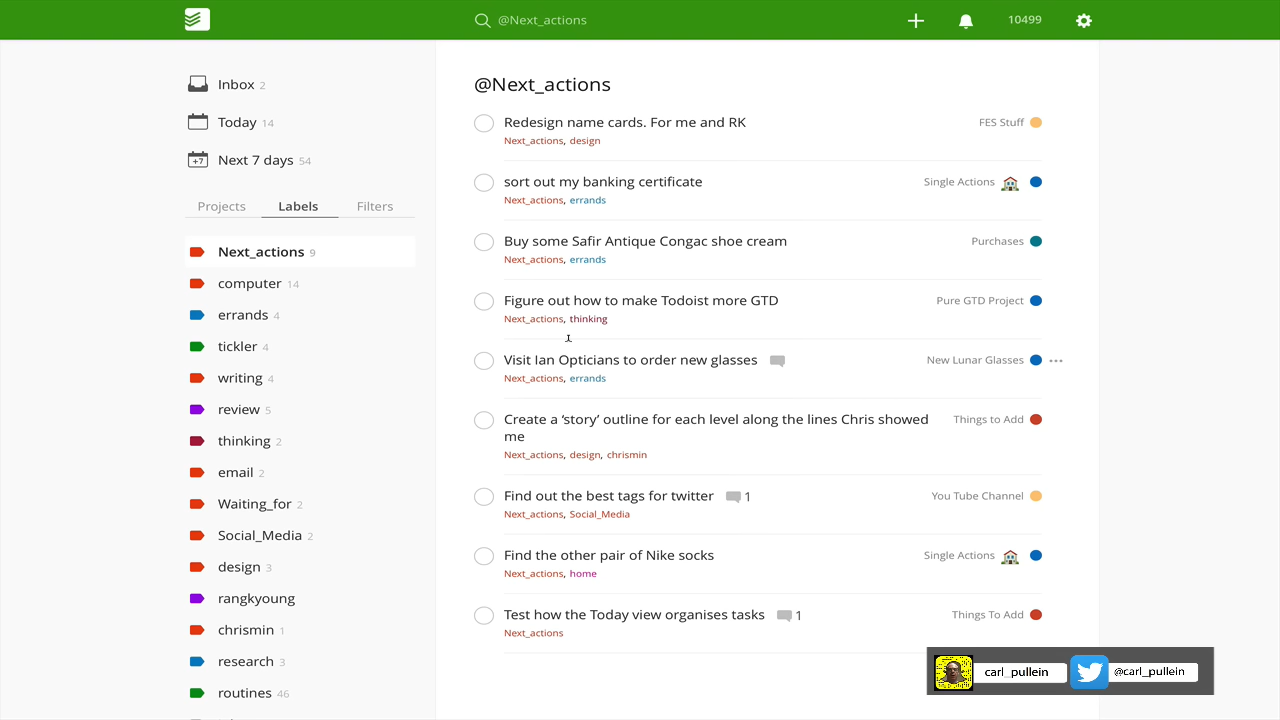 @Next_actions
10499
Inbox 2
Today 14
+7 Next 7 days 54
Projects Labels Filters
Next_actions 9
computer 14
errands 4
tickler 4
writing 4
review 5
thinking 2
email 2
Waiting_for 2
Social_Media 2
design 3
rangkyoung
chrismin 1
research 3
routines 46
@Next_actions
Redesign name cards. For me and RK
FES Stuff
Next_actions, design
sort out my banking certificate
Single Actions
Next_actions, errands
Buy some Safir Antique Congac shoe cream
Purchases
Next_actions, errands
Figure out how to make Todoist more GTD
Pure GTD Project
Next_actions, thinking
Visit Ian Opticians to order new glasses
New Lunar Glasses
Next_actions, errands
Create a ‘story’ outline for each level along the lines Chris showed
me
Things to Add
Next_actions, design, chrismin
Find out the best tags for twitter 1
You Tube Channel
Next_actions, Social_Media
Find the other pair of Nike socks
Single Actions
Next_actions, home
Test how the Today view organises tasks 1
Things To Add
Next_actions
carl_pullein
@carl_pullein